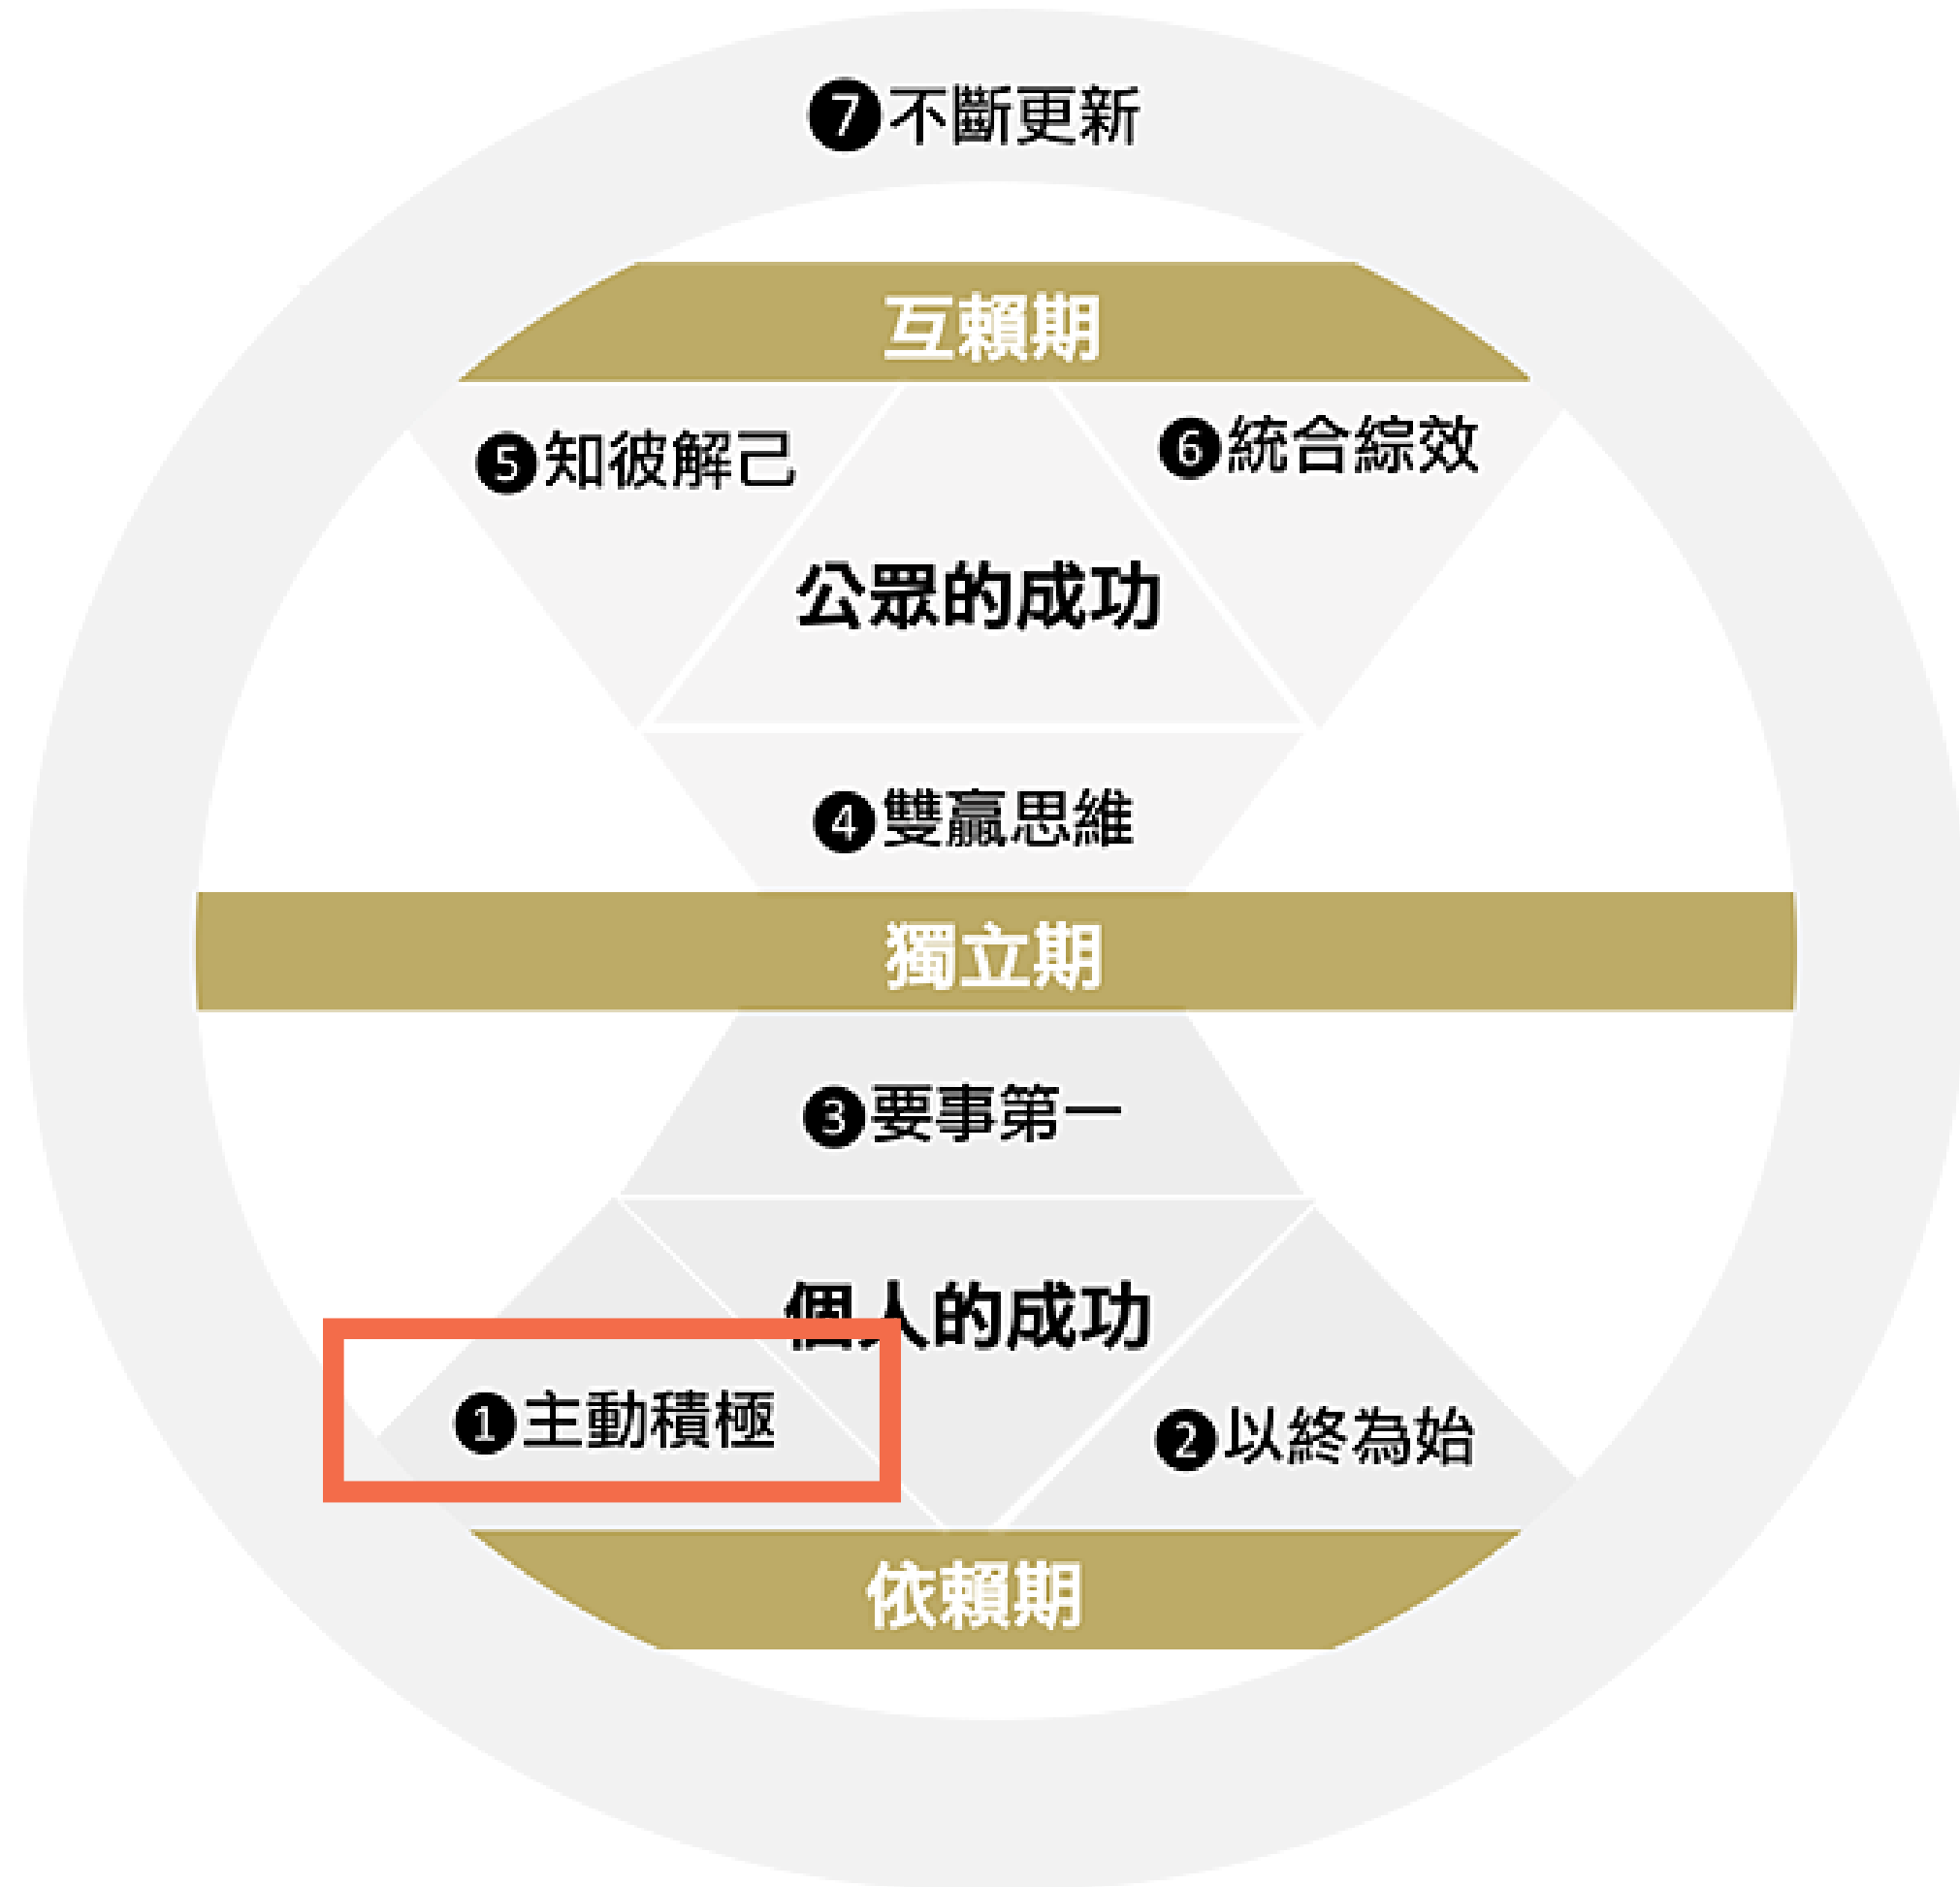 ❼不斷更新
互賴期
❺知彼解己
❻統合綜效
公眾的成功
❹雙贏思維
獨立期
❸要事第一
個人的成功
❶主動積極
❷以終為始
依賴期